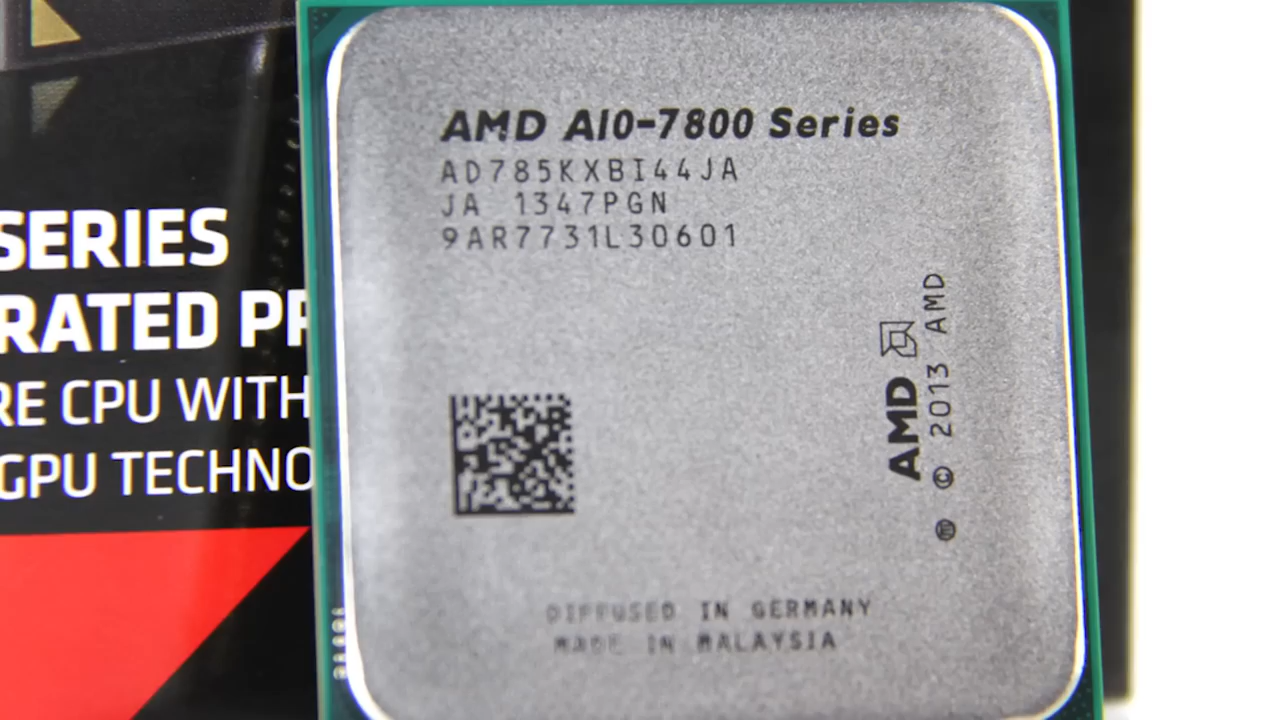 SERIES
RATED PR
RE CPU WITH
GPU TECHNO
AMD A10-7800 Series
AD785KXBI44JA
JA 1347PGN
9AR7731L30601
AMD
© 2013 AMD
DIFFUSED IN GERMANY
MADE IN MALAYSIA